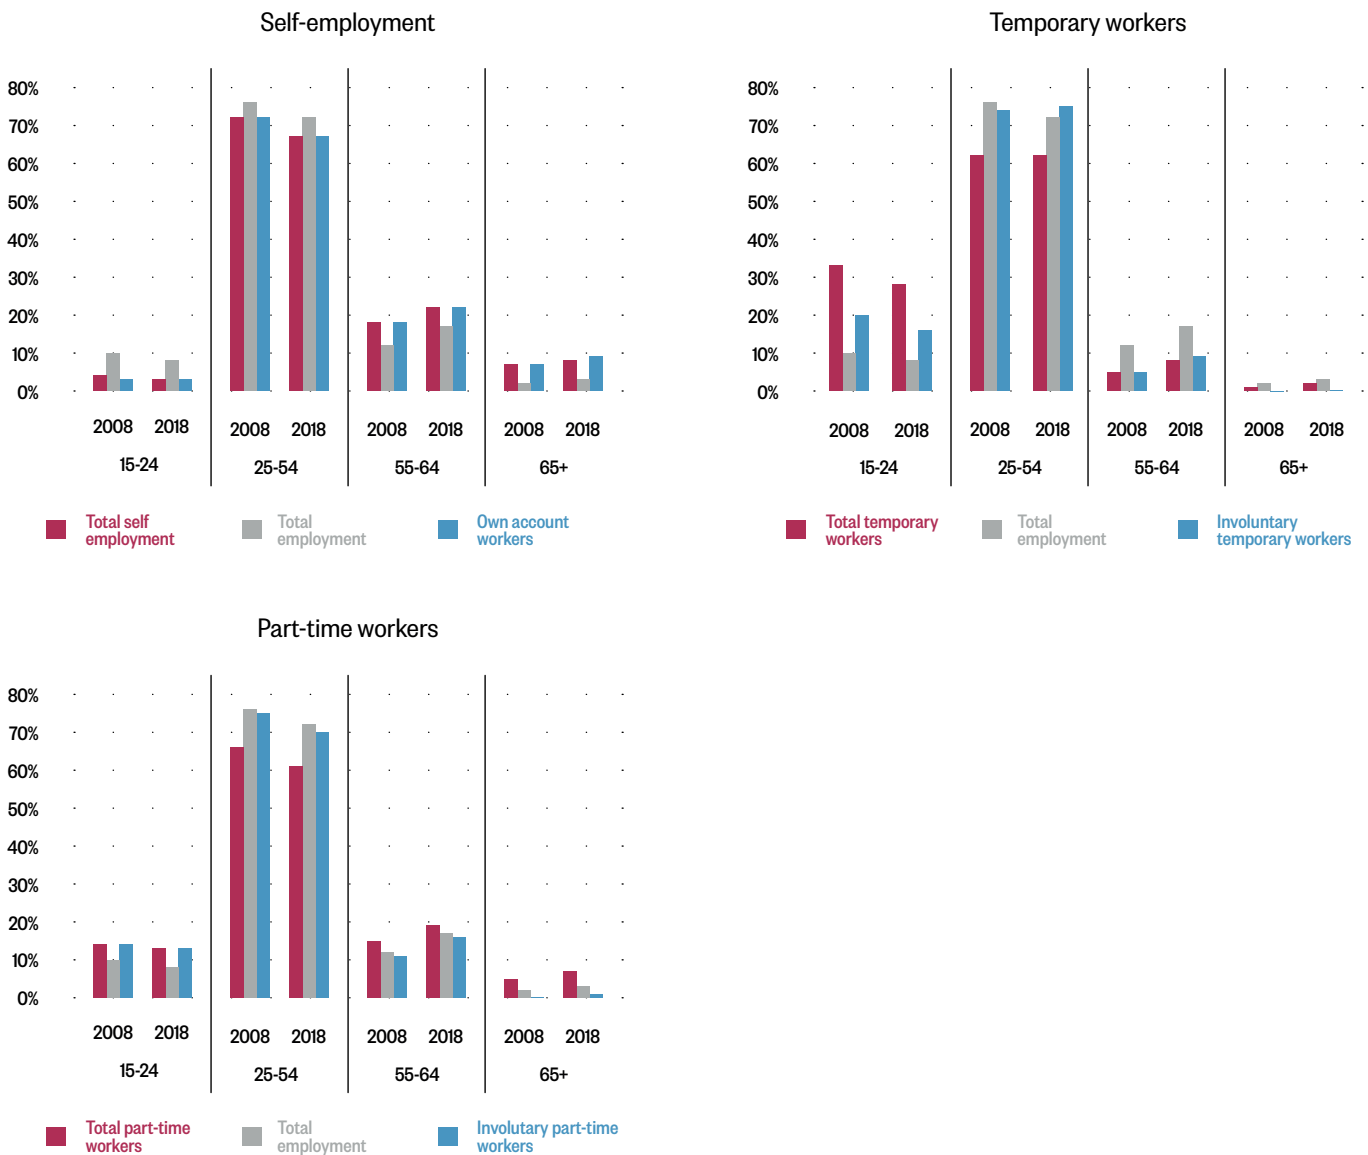 Self-employment
80%
70%
60%
50%
40%
30%
20%
10%
0%
2008 2018 2008 2018 2008 2018 2008 2018
15-24 25-54 55-64 65+
Total self
employment
Total
employment
Own account
workers
Temporary workers
80%
70%
60%
50%
40%
30%
20%
10%
0%
2008 2018 2008 2018 2008 2018 2008 2018
15-24 25-54 55-64 65+
Total temporary
workers
Total
employment
Involuntary
temporary workers
Part-time workers
80%
70%
60%
50%
40%
30%
20%
10%
0%
2008 2018 2008 2018 2008 2018 2008 2018
15-24 25-54 55-64 65+
Total part-time
workers
Total
employment
Involutary part-time
workers